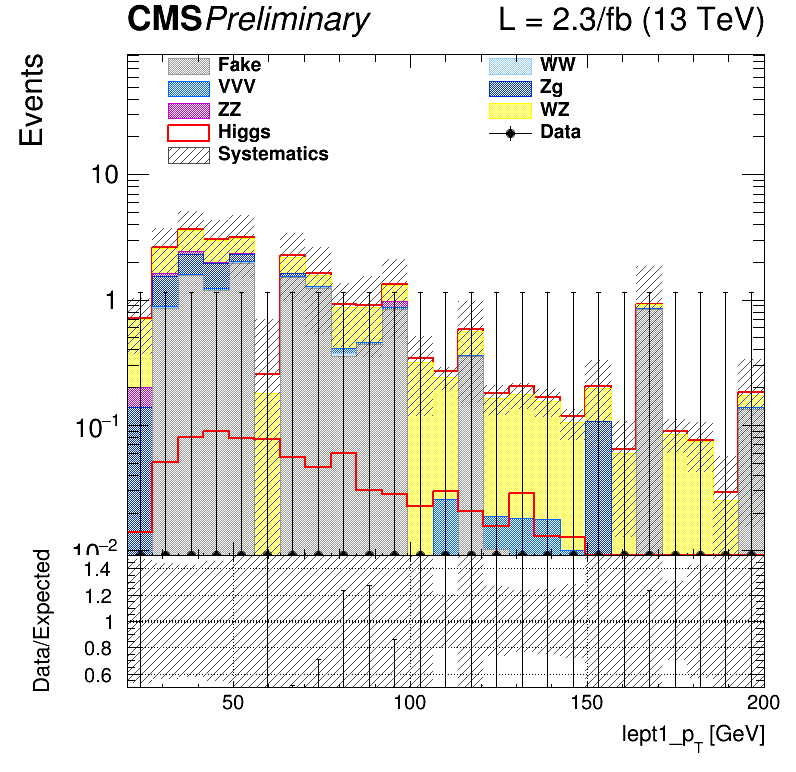 CMS Preliminary L = 2.3/fb (13 TeV)
Events
Fake WW
VVV Zg
ZZ WZ
Higgs Data
Systematics
10
1
10⁻¹
10⁻²
Data/Expected
1.4
1.2
1
0.8
0.6
50 100 150 200
lept1_p_T [GeV]